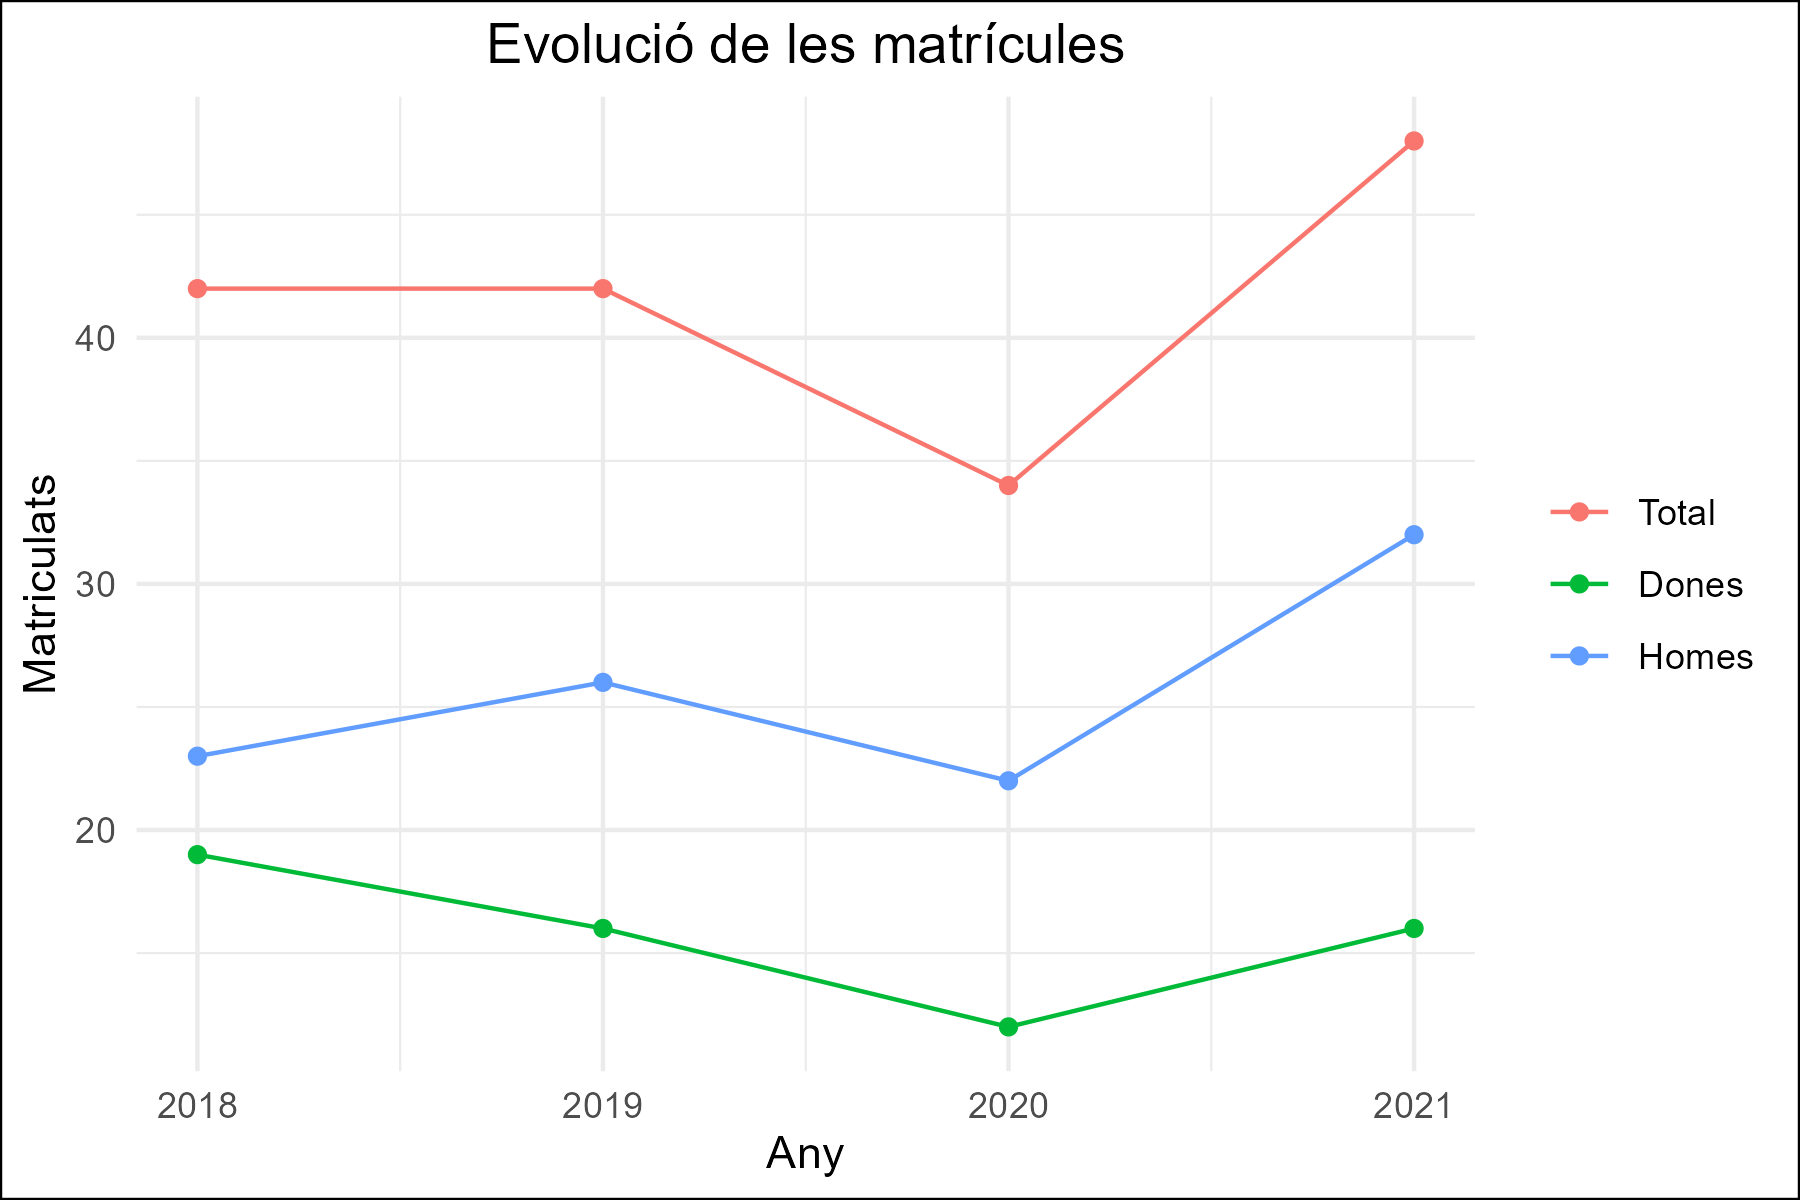 Evolució de les matrícules
Matriculats
40
30
20
2018
2019
2020
2021
Any
Total
Dones
Homes